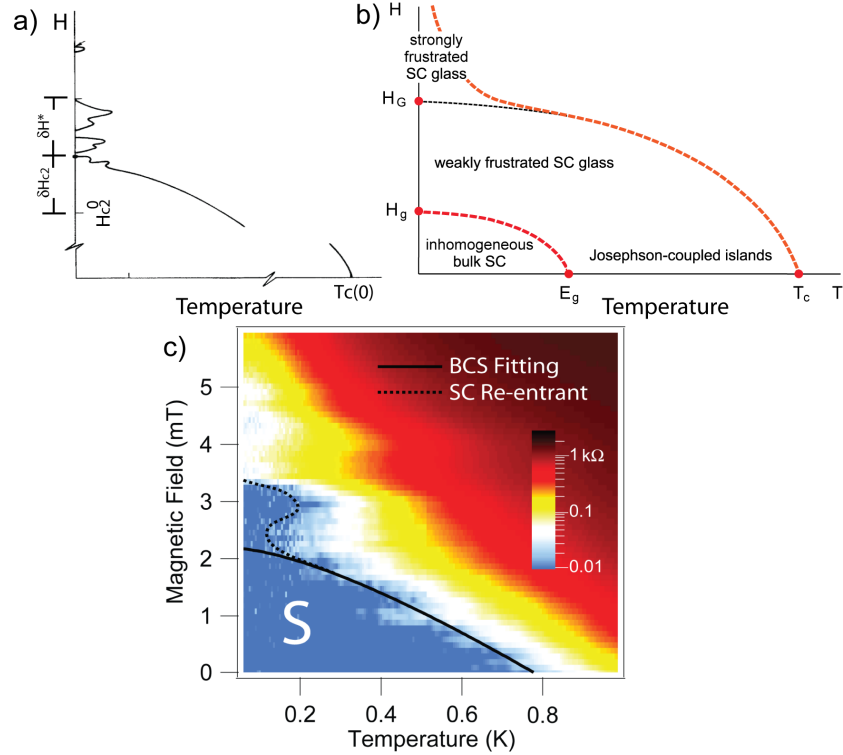 a)
H
δH*
δHc2
Hc2
0
Tc(0)
Temperature
b)
H
strongly
frustrated
SC glass
H_G
weakly frustrated SC glass
H_g
inhomogeneous
bulk SC
Josephson-coupled islands
E_g
Temperature
T_c
T
c)
BCS Fitting
SC Re-entrant
1 kΩ
0.1
0.01
S
5
4
3
2
1
0
Magnetic Field (mT)
0.2
0.4
0.6
0.8
Temperature (K)